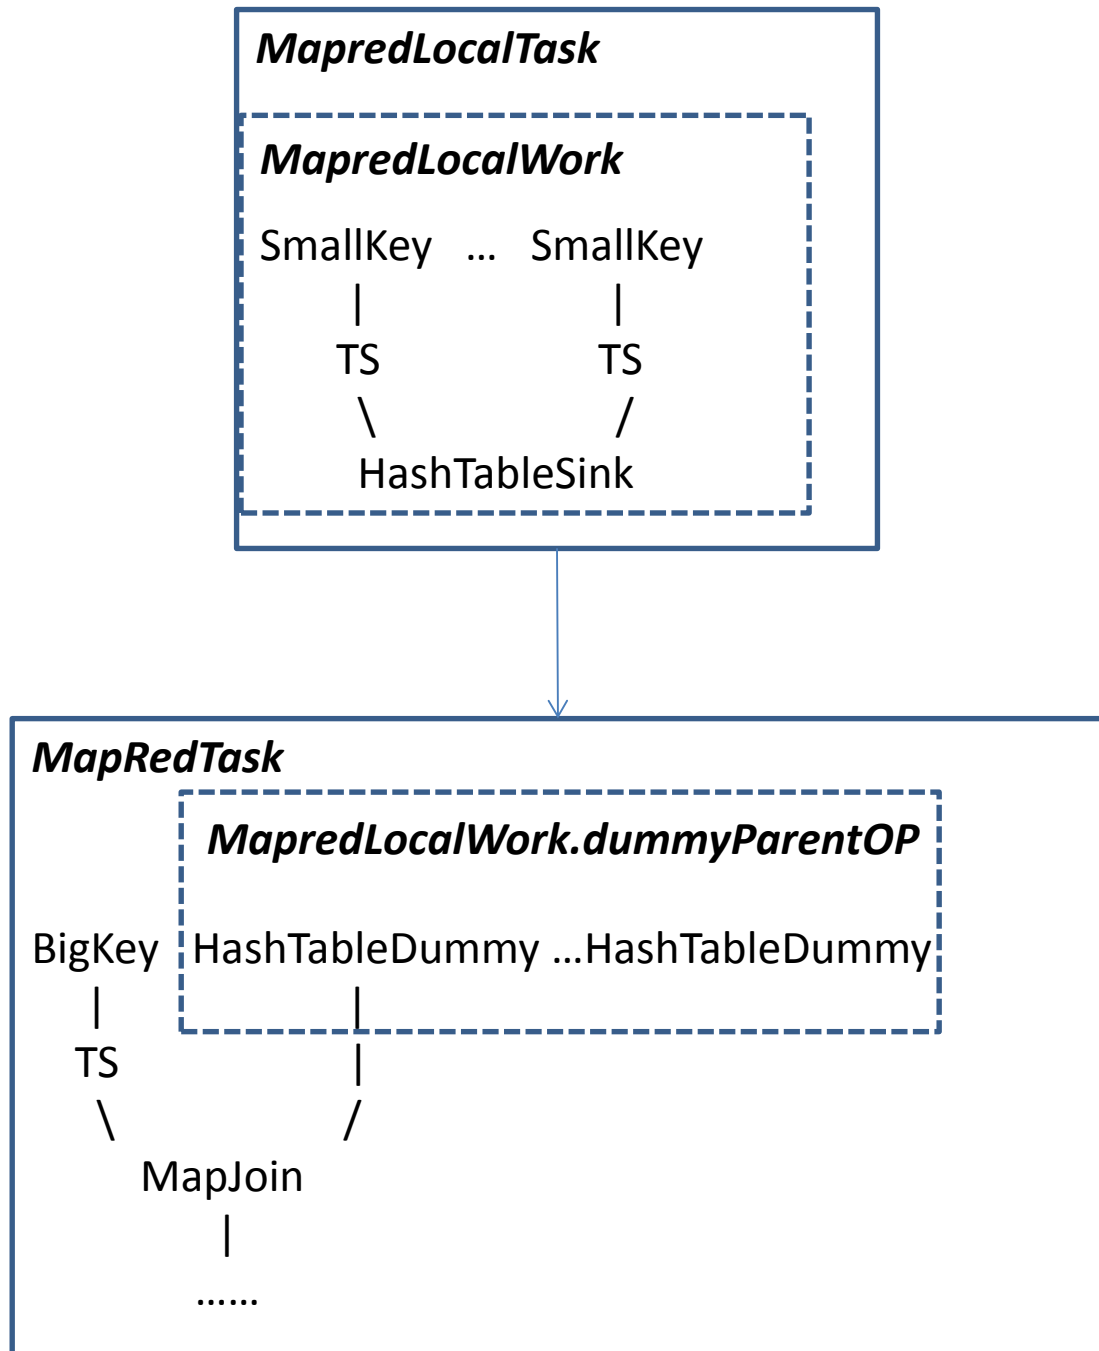 MapredLocalTask
MapredLocalWork
SmallKey ... SmallKey
| |
TS TS
\ /
HashTableSink
MapRedTask
MapredLocalWork.dummyParentOP
BigKey HashTableDummy ...HashTableDummy
| |
TS |
\ /
MapJoin
|
......